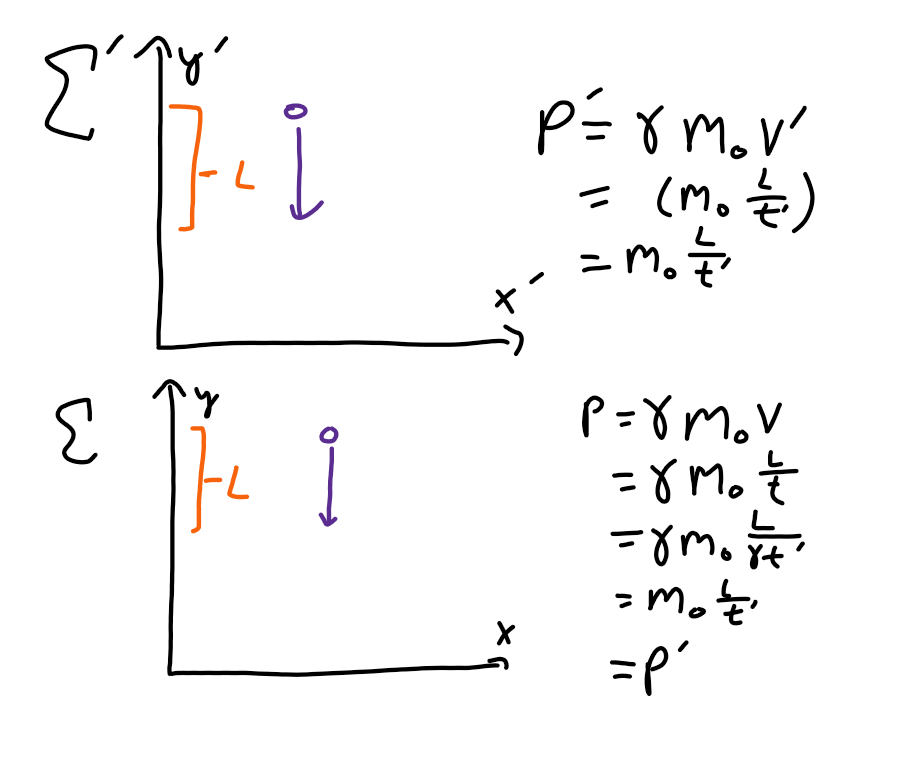 Σ′
y′
L
x′
P′ = γ m₀ v′
= (m₀ L/t′)
= m₀ L/t′
Σ
y
L
x
P = γ m₀ v
= γ m₀ L/t
= γ m₀ L/γt′
= m₀ L/t′
= P′